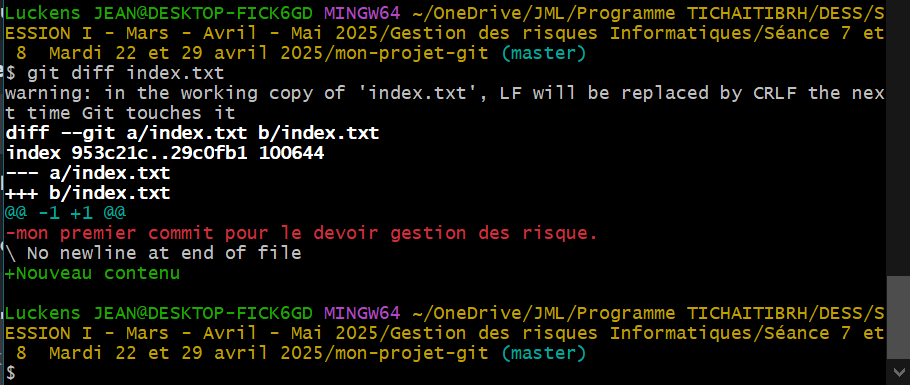 Luckens JEAN@DESKTOP-FICK6GD MINGW64 ~/OneDrive/JML/Programme TICHAITIBRH/DESS/S
ESSION I - Mars - Avril - Mai 2025/Gestion des risques Informatiques/Séance 7 et
 8  Mardi 22 et 29 avril 2025/mon-projet-git (master)
$ git diff index.txt
warning: in the working copy of 'index.txt', LF will be replaced by CRLF the nex
t time Git touches it
diff --git a/index.txt b/index.txt
index 953c21c..29c0fb1 100644
--- a/index.txt
+++ b/index.txt
@@ -1 +1 @@
-mon premier commit pour le devoir gestion des risque.
\ No newline at end of file
+Nouveau contenu
Luckens JEAN@DESKTOP-FICK6GD MINGW64 ~/OneDrive/JML/Programme TICHAITIBRH/DESS/S
ESSION I - Mars - Avril - Mai 2025/Gestion des risques Informatiques/Séance 7 et
 8  Mardi 22 et 29 avril 2025/mon-projet-git (master)
$